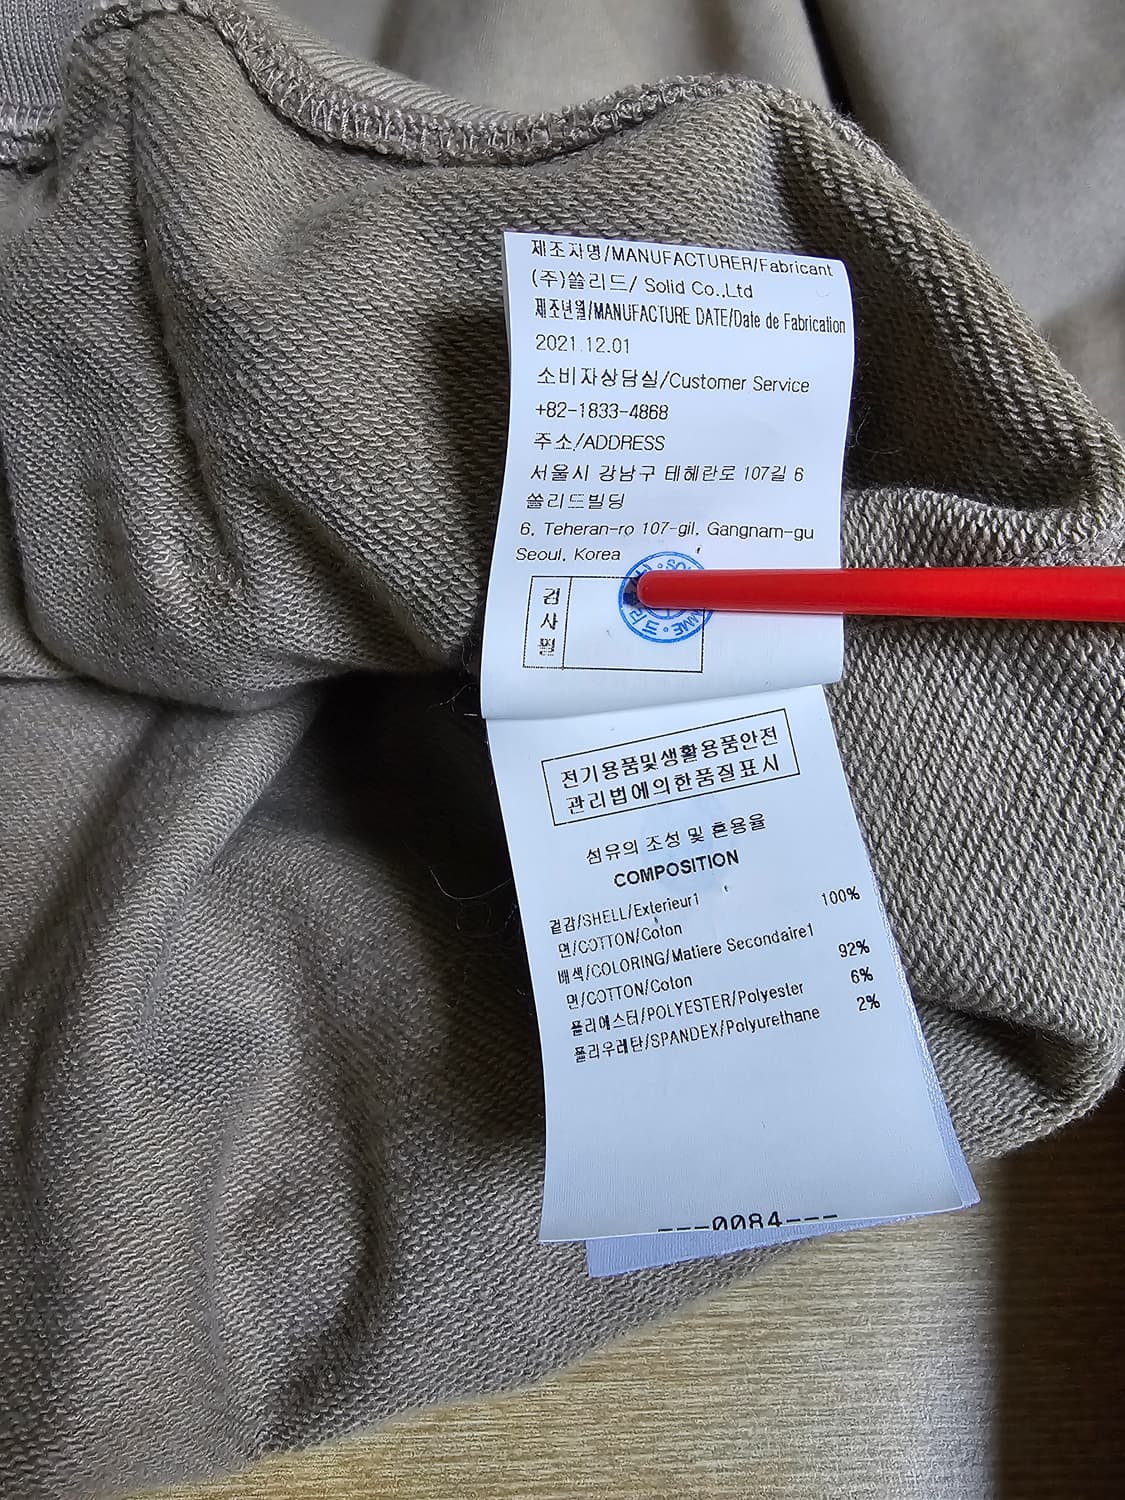 제조자명/MANUFACTURER/Fabricant
(주)쏠리드/ Solid Co.,Ltd
제조년월/MANUFACTURE DATE/Date de Fabrication
2021.12.01
소비자상담실/Customer Service
+82-1833-4868
주소/ADDRESS
서울시 강남구 테헤란로 107길 6
쏠리드빌딩
6, Teheran-ro 107-gil, Gangnam-gu
Seoul, Korea
검사필
전기용품및생활용품안전
관리법에의한품질표시
섬유의 조성 및 혼용율
COMPOSITION
겉감/SHELL/Exterieur1
면/COTTON/Coton 100%
배색/COLORING/Matiere Secondaire1
면/COTTON/Coton 92%
폴리에스터/POLYESTER/Polyester 6%
폴리우레탄/SPANDEX/Polyurethane 2%
---0084---